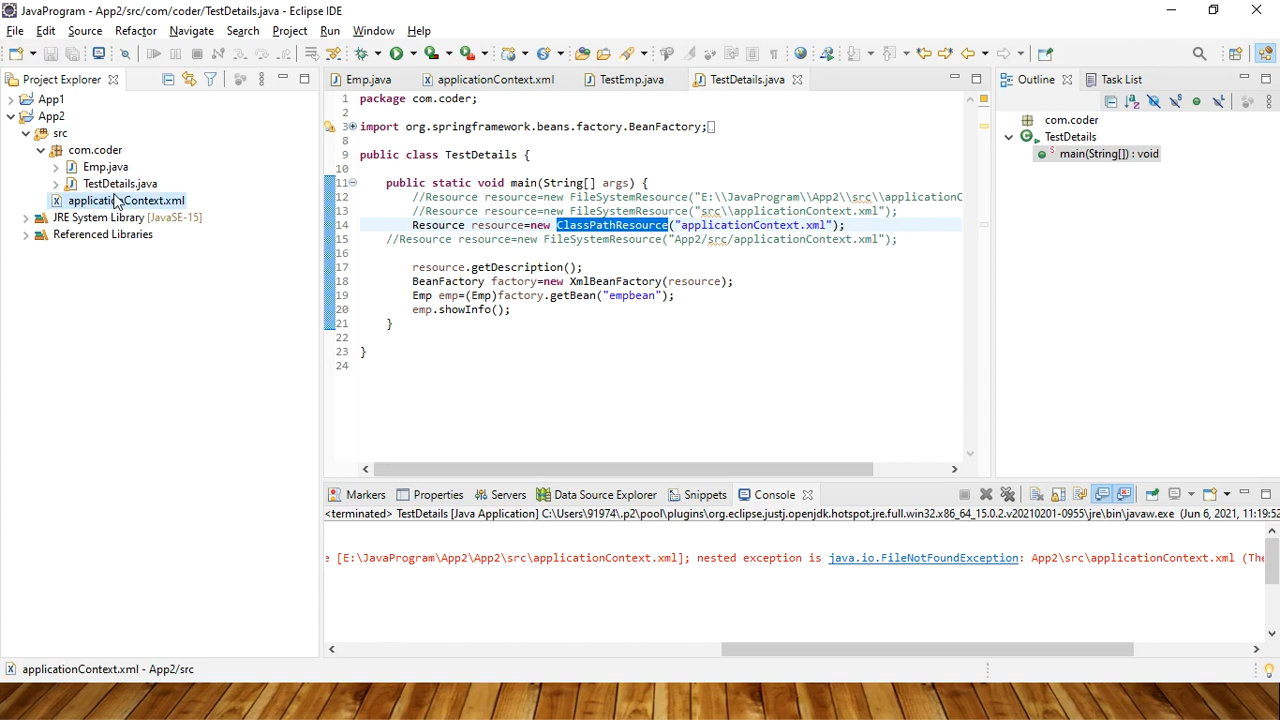 JavaProgram - App2/src/com/coder/TestDetails.java - Eclipse IDE
File Edit Source Refactor Navigate Search Project Run Window Help
Project Explorer
Emp.java
applicationContext.xml
TestEmp.java
TestDetails.java
Outline
Task List
App1
App2
src
com.coder
Emp.java
TestDetails.java
applicationContext.xml
JRE System Library [JavaSE-15]
Referenced Libraries
1 package com.coder;
2
3 import org.springframework.beans.factory.BeanFactory;
8
9 public class TestDetails {
10
11 public static void main(String[] args) {
12 //Resource resource=new FileSystemResource("E:\\JavaProgram\\App2\\src\\applicationC
13 //Resource resource=new FileSystemResource("src\\applicationContext.xml");
14 Resource resource=new ClassPathResource("applicationContext.xml");
15 //Resource resource=new FileSystemResource("App2/src/applicationContext.xml");
16
17 resource.getDescription();
18 BeanFactory factory=new XmlBeanFactory(resource);
19 Emp emp=(Emp)factory.getBean("empbean");
20 emp.showInfo();
21 }
22
23 }
24
com.coder
TestDetails
main(String[]) : void
Markers Properties Servers Data Source Explorer Snippets Console
<terminated> TestDetails [Java Application] C:\Users\91974\.p2\pool\plugins\org.eclipse.justj.openjdk.hotspot.jre.full.win32.x86_64_15.0.2.v20210201-0955\jre\bin\javaw.exe (Jun 6, 2021, 11:19:52
e [E:\JavaProgram\App2\App2\src\applicationContext.xml]; nested exception is java.io.FileNotFoundException: App2\src\applicationContext.xml (The
applicationContext.xml - App2/src